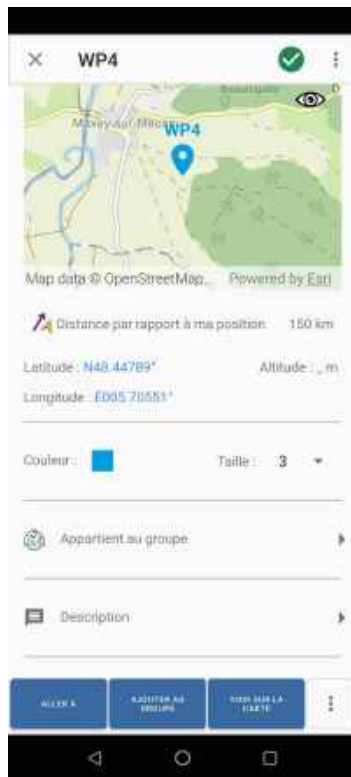 WP4
Maxey-sur-Meuse
WP4
Map data © OpenStreetMap... Powered by Esri
Distance par rapport à ma position 150 km
Latitude : N48.44789° Altitude : _ m
Longitude : E005.70551°
Couleur : Taille : 3
Appartient au groupe
Description
ALLER À
AJOUTER AU
GROUPE
VOIR SUR LA
CARTE